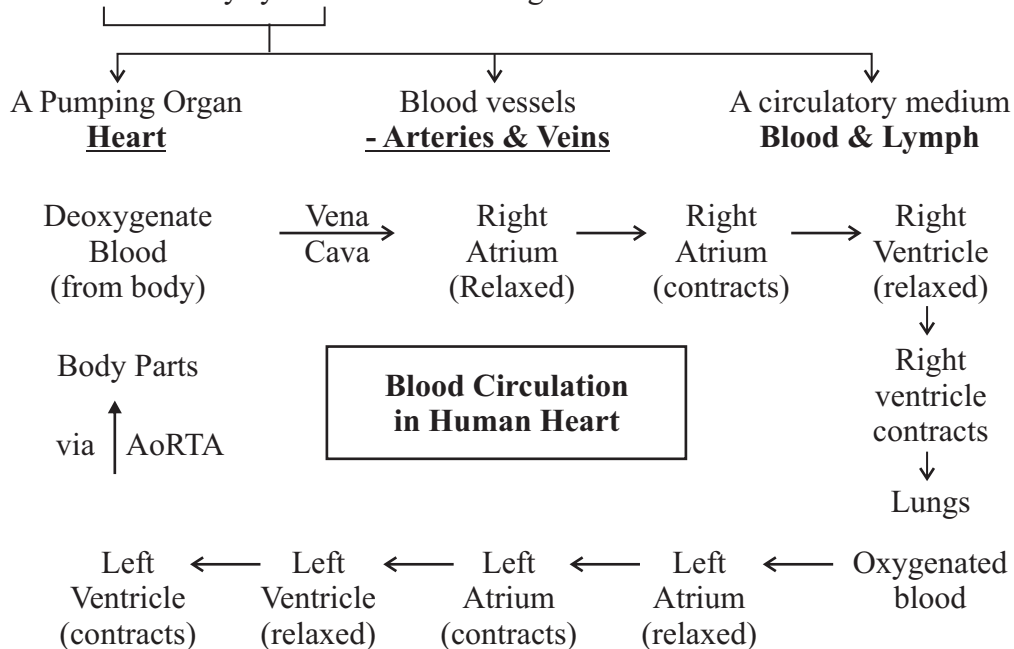 A Pumping Organ
Heart
Blood vessels
- Arteries & Veins
A circulatory medium
Blood & Lymph
Deoxygenate
Blood
(from body)
Vena
Cava
Right
Atrium
(Relaxed)
Right
Atrium
(contracts)
Right
Ventricle
(relaxed)
Right
ventricle
contracts
Lungs
Oxygenated
blood
Left
Atrium
(relaxed)
Left
Atrium
(contracts)
Left
Ventricle
(relaxed)
Left
Ventricle
(contracts)
via AoRTA
Body Parts
Blood Circulation
in Human Heart